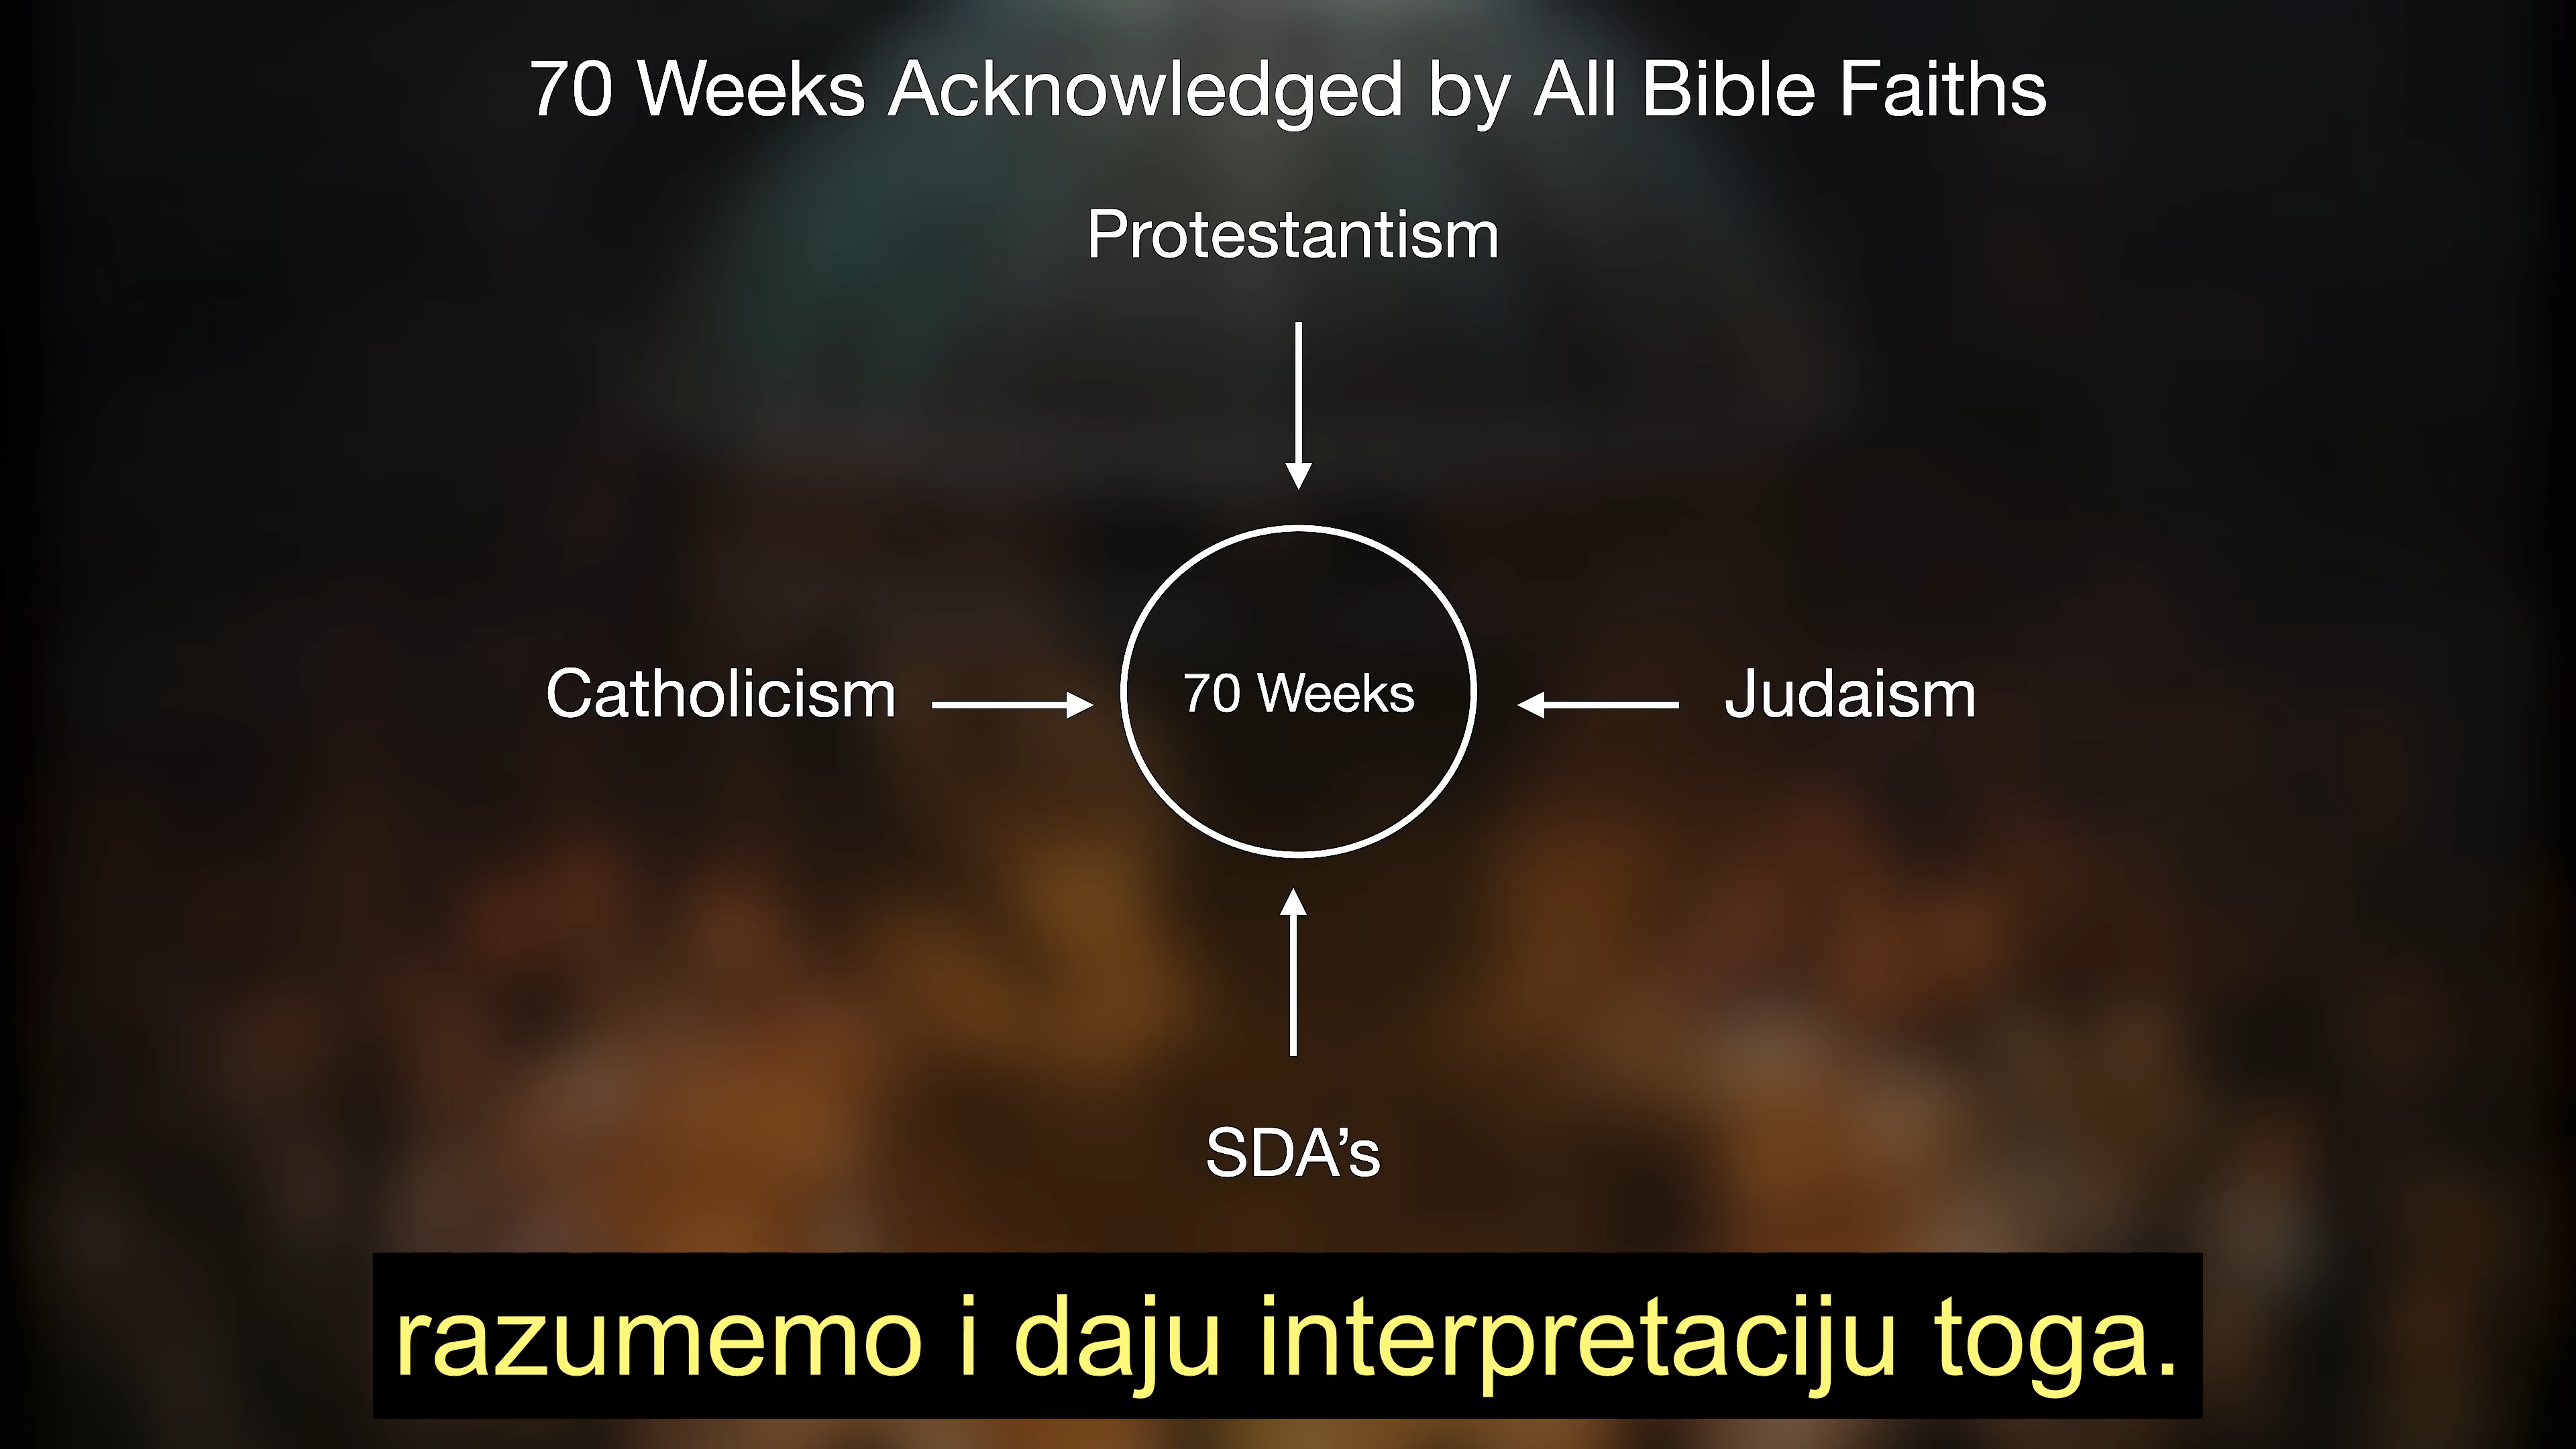 70 Weeks Acknowledged by All Bible Faiths
Protestantism
Catholicism
70 Weeks
Judaism
SDA’s
razumemo i daju interpretaciju toga.